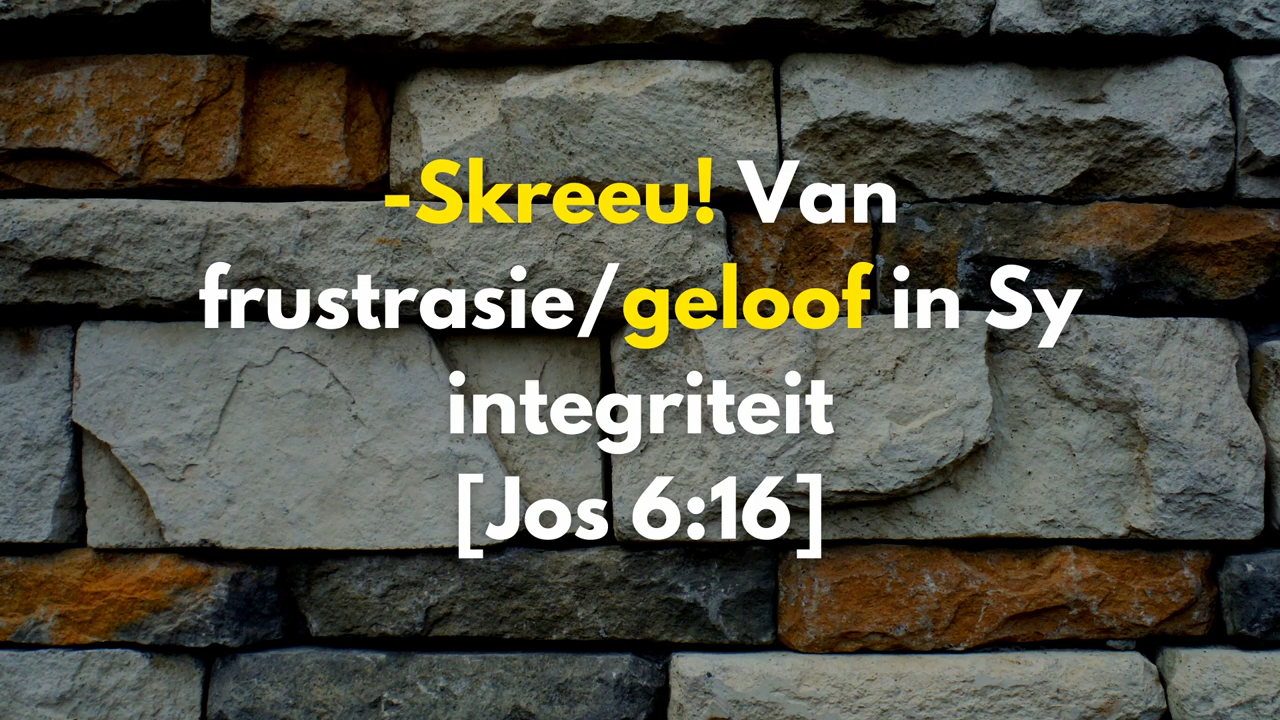 -Skreeu! Van
frustrasie/geloof in Sy
integriteit
[Jos 6:16]